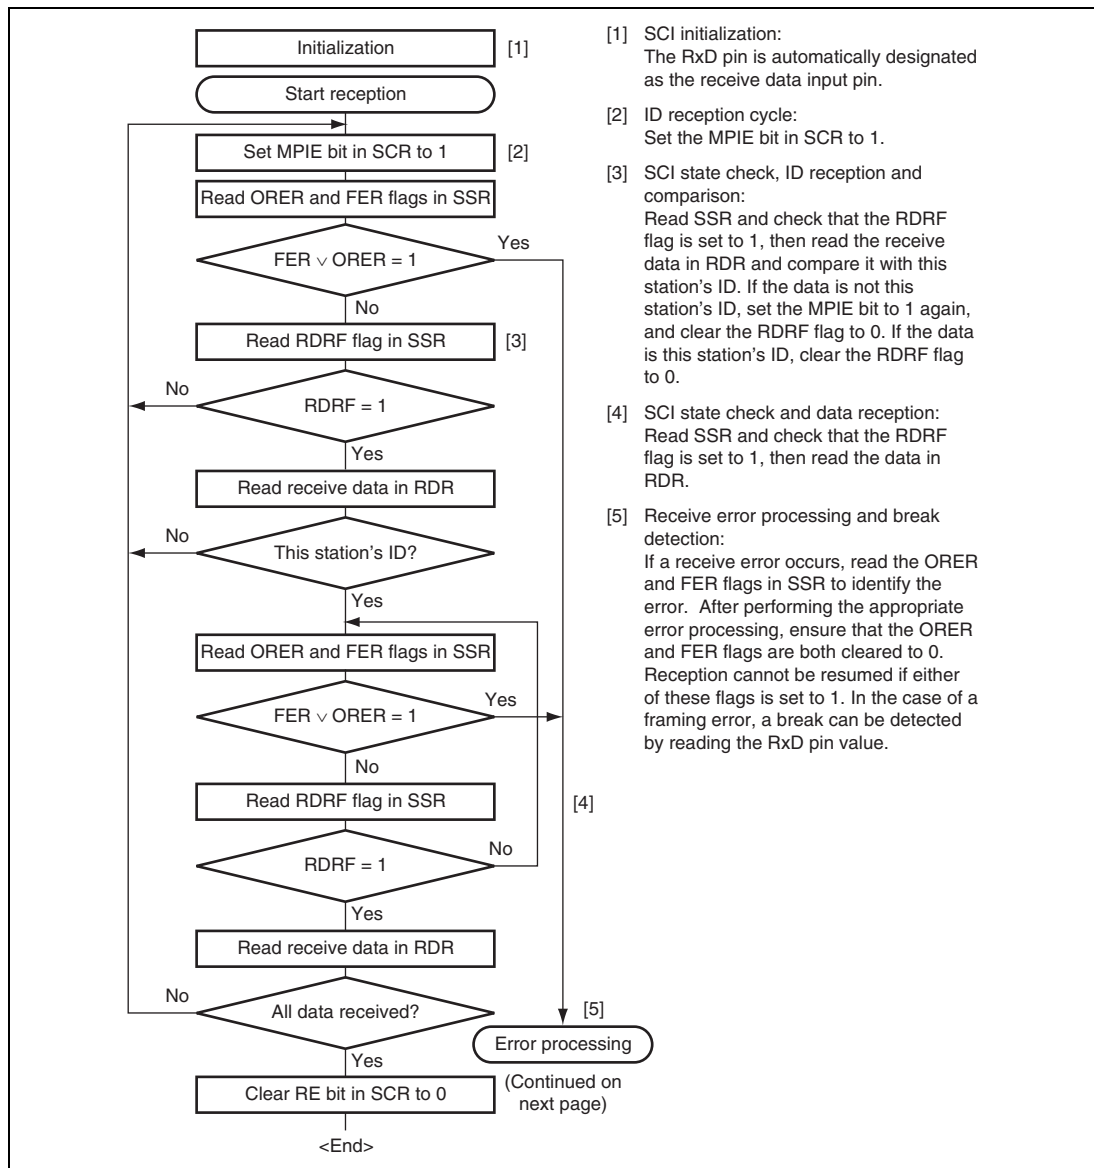 Initialization
[1]
Start reception
Set MPIE bit in SCR to 1
[2]
Read ORER and FER flags in SSR
Yes
FER ∨ ORER = 1
No
Read RDRF flag in SSR
[3]
No
RDRF = 1
Yes
Read receive data in RDR
No
This station's ID?
Yes
Read ORER and FER flags in SSR
Yes
FER ∨ ORER = 1
No
Read RDRF flag in SSR
[4]
No
RDRF = 1
Yes
Read receive data in RDR
No
All data received?
[5]
Error processing
Yes
(Continued on
next page)
Clear RE bit in SCR to 0
<End>
[1] SCI initialization:
The RxD pin is automatically designated
as the receive data input pin.
[2] ID reception cycle:
Set the MPIE bit in SCR to 1.
[3] SCI state check, ID reception and
comparison:
Read SSR and check that the RDRF
flag is set to 1, then read the receive
data in RDR and compare it with this
station's ID. If the data is not this
station's ID, set the MPIE bit to 1 again,
and clear the RDRF flag to 0. If the data
is this station's ID, clear the RDRF flag
to 0.
[4] SCI state check and data reception:
Read SSR and check that the RDRF
flag is set to 1, then read the data in
RDR.
[5] Receive error processing and break
detection:
If a receive error occurs, read the ORER
and FER flags in SSR to identify the
error. After performing the appropriate
error processing, ensure that the ORER
and FER flags are both cleared to 0.
Reception cannot be resumed if either
of these flags is set to 1. In the case of a
framing error, a break can be detected
by reading the RxD pin value.